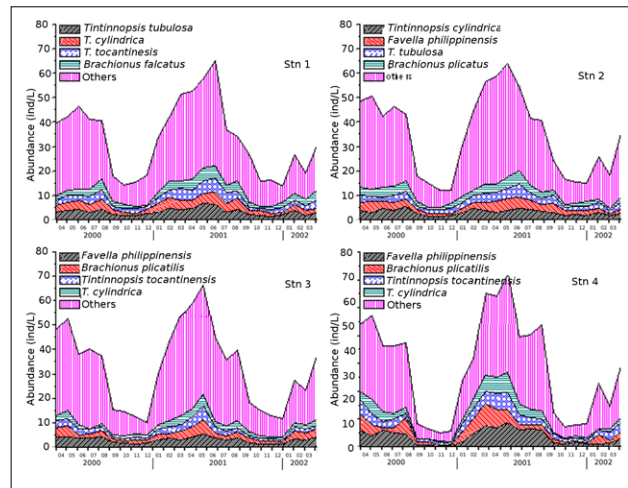 Tintinnopsis tubulosa
T. cylindrica
T. tocantinesis
Brachionus falcatus
Others
Stn 1
Abundance (ind/L)
80
70
60
50
40
30
20
10
0
04 05 06 07 08 09 10 11 12 01 02 03 04 05 06 07 08 09 10 11 12 01 02 03
2000 2001 2002
Tintinnopsis cylindrica
Favella philippinensis
T. tubulosa
Brachionus plicatus
Others
Stn 2
Abundance (ind/L)
80
70
60
50
40
30
20
10
0
04 05 06 07 08 09 10 11 12 01 02 03 04 05 06 07 08 09 10 11 12 01 02 03
2000 2001 2002
Favella philippinensis
Brachionus plicatilis
Tintinnopsis tocantinensis
T. cylindrica
Others
Stn 3
Abundance (ind/L)
80
70
60
50
40
30
20
10
0
04 05 06 07 08 09 10 11 12 01 02 03 04 05 06 07 08 09 10 11 12 01 02 03
2000 2001 2002
Favella philippinensis
Brachionus plicatilis
Tintinnopsis tocantinensis
T. cylindrica
Others
Stn 4
Abundance (ind/L)
80
70
60
50
40
30
20
10
0
04 05 06 07 08 09 10 11 12 01 02 03 04 05 06 07 08 09 10 11 12 01 02 03
2000 2001 2002